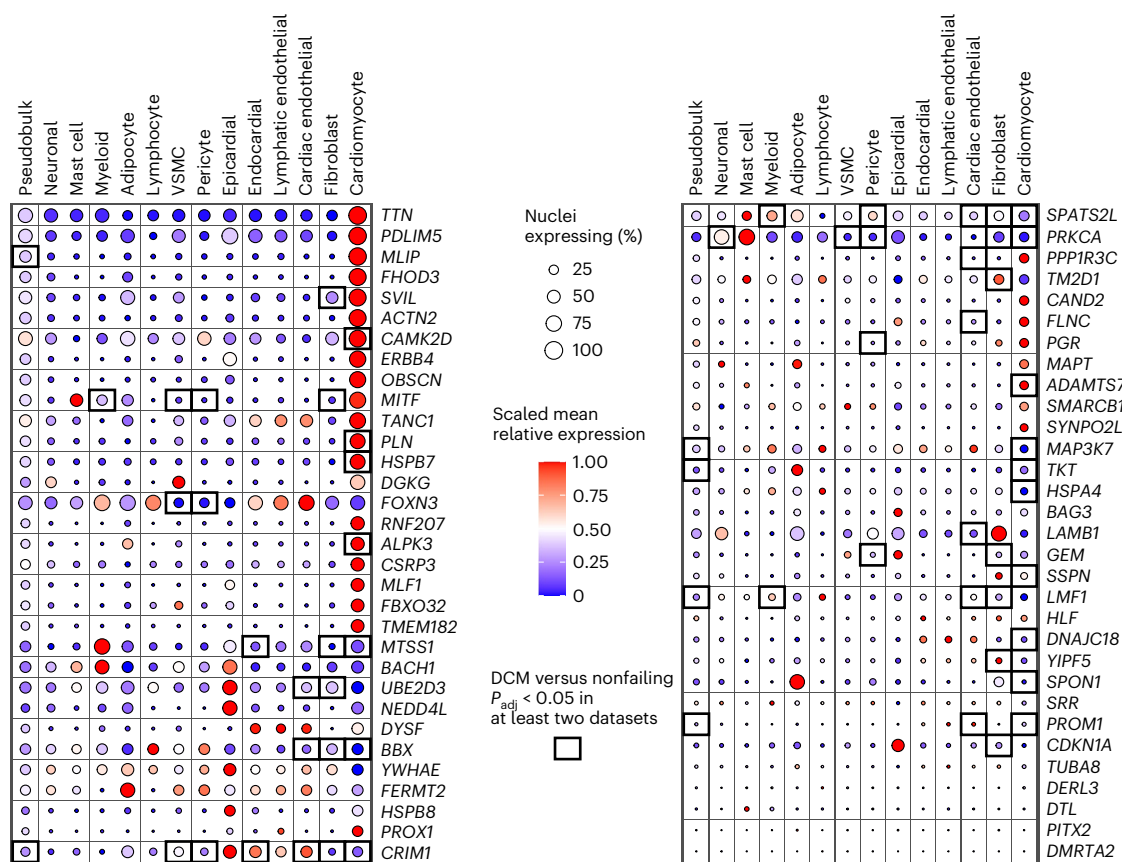 Pseudobulk
Neuronal
Mast cell
Myeloid
Adipocyte
Lymphocyte
VSMC
Pericyte
Epicardial
Endocardial
Lymphatic endothelial
Cardiac endothelial
Fibroblast
Cardiomyocyte
TTN
PDLIM5
MLIP
FHOD3
SVIL
ACTN2
CAMK2D
ERBB4
OBSCN
MITF
TANC1
PLN
HSPB7
DGKG
FOXN3
RNF207
ALPK3
CSRP3
MLF1
FBXO32
TMEM182
MTSS1
BACH1
UBE2D3
NEDD4L
DYSF
BBX
YWHAE
FERMT2
HSPB8
PROX1
CRIM1
Nuclei
expressing (%)
25
50
75
100
Scaled mean
relative expression
1.00
0.75
0.50
0.25
0
DCM versus nonfailing
Padj < 0.05 in
at least two datasets
Pseudobulk
Neuronal
Mast cell
Myeloid
Adipocyte
Lymphocyte
VSMC
Pericyte
Epicardial
Endocardial
Lymphatic endothelial
Cardiac endothelial
Fibroblast
Cardiomyocyte
SPATS2L
PRKCA
PPP1R3C
TM2D1
CAND2
FLNC
PGR
MAPT
ADAMTS7
SMARCB1
SYNPO2L
MAP3K7
TKT
HSPA4
BAG3
LAMB1
GEM
SSPN
LMF1
HLF
DNAJC18
YIPF5
SPON1
SRR
PROM1
CDKN1A
TUBA8
DERL3
DTL
PITX2
DMRTA2